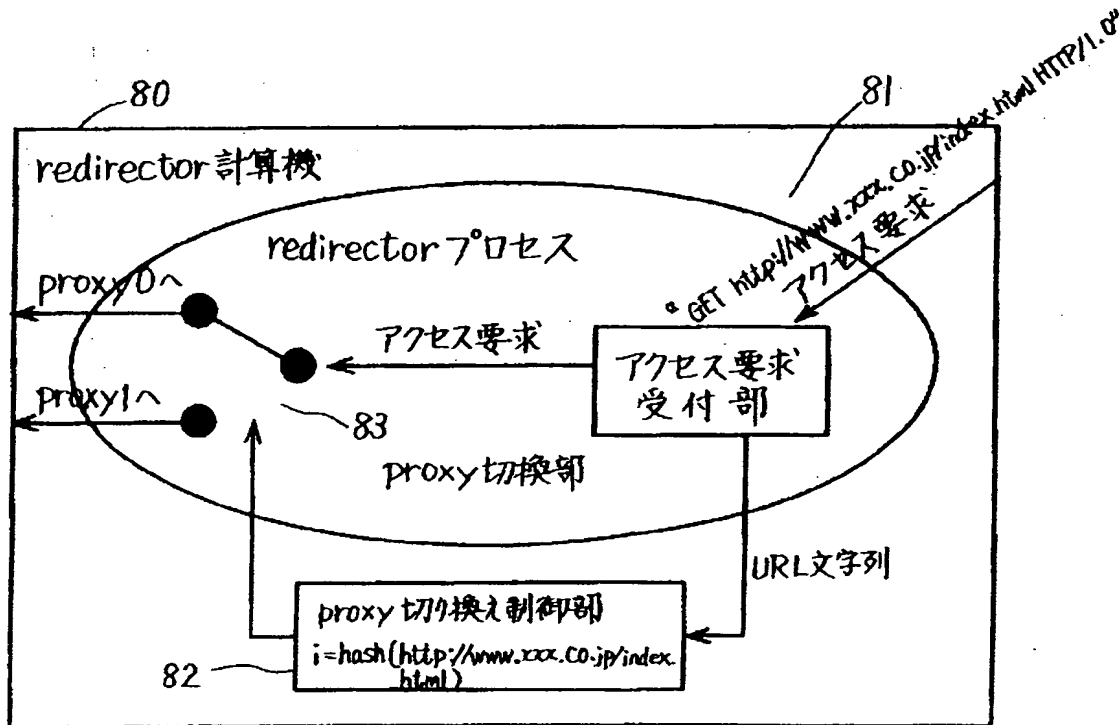 80
81
"GET http://www.xxx.co.jp/index.html HTTP/1.0"
アクセス要求
redirector計算機
redirectorプロセス
proxy0へ
アクセス要求
アクセス要求
受付部
proxy1へ
83
proxy切換部
URL文字列
proxy切り換え制御部
i=hash(http://www.xxx.co.jp/index.
html)
82